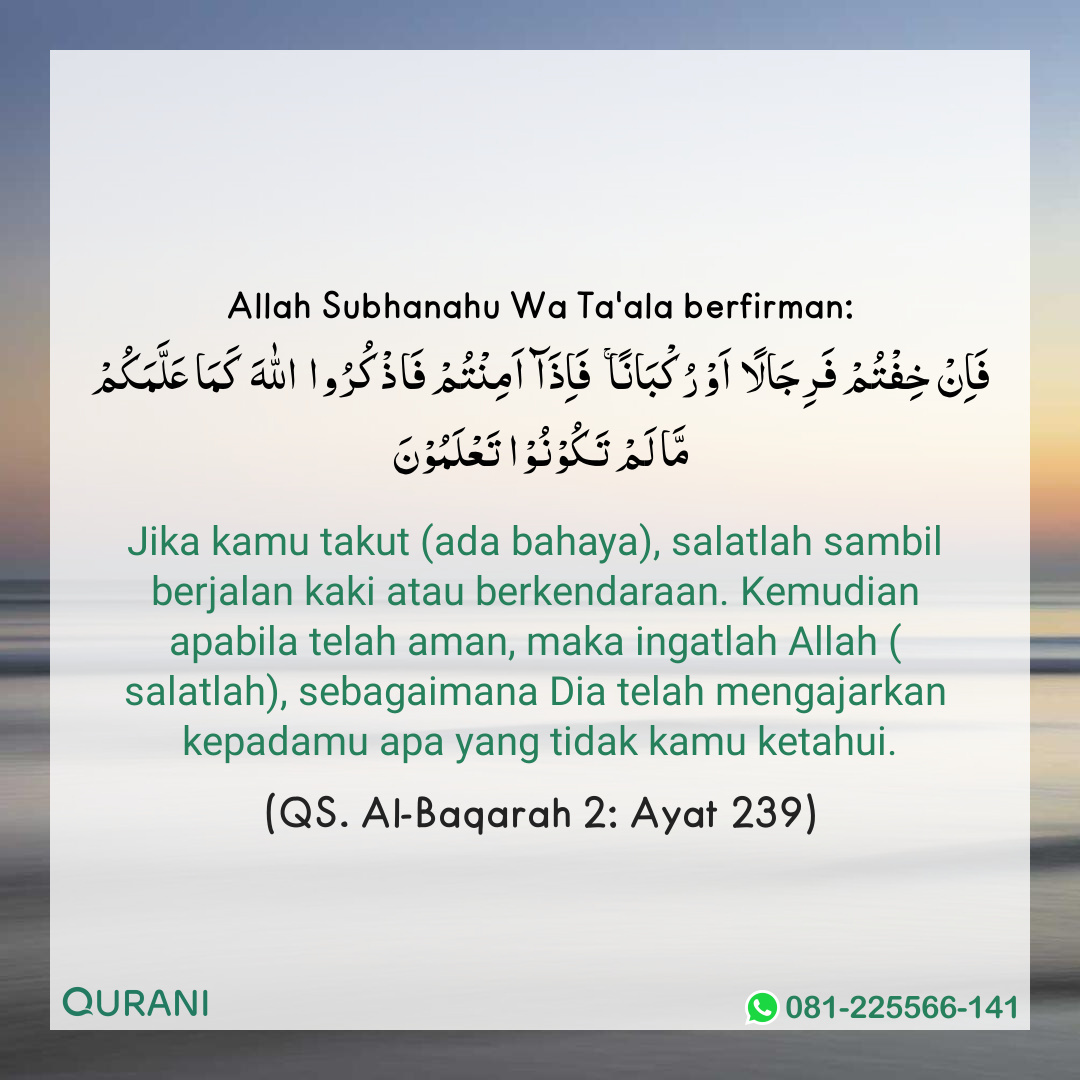 Allah Subhanahu Wa Ta'ala berfirman:
فَاِنْ خِفْتُمْ فَرِجَالًا اَوْ رُكْبَانًا ۚ فَاِذَآ اَمِنْتُمْ فَاذْكُرُوا اللّٰهَ كَمَا عَلَّمَکُمْ
مَّا لَمْ تَکُوْنُوْا تَعْلَمُوْنَ
Jika kamu takut (ada bahaya), salatlah sambil
berjalan kaki atau berkendaraan. Kemudian
apabila telah aman, maka ingatlah Allah (
salatlah), sebagaimana Dia telah mengajarkan
kepadamu apa yang tidak kamu ketahui.
(QS. Al-Baqarah 2: Ayat 239)
QURANI
081-225566-141